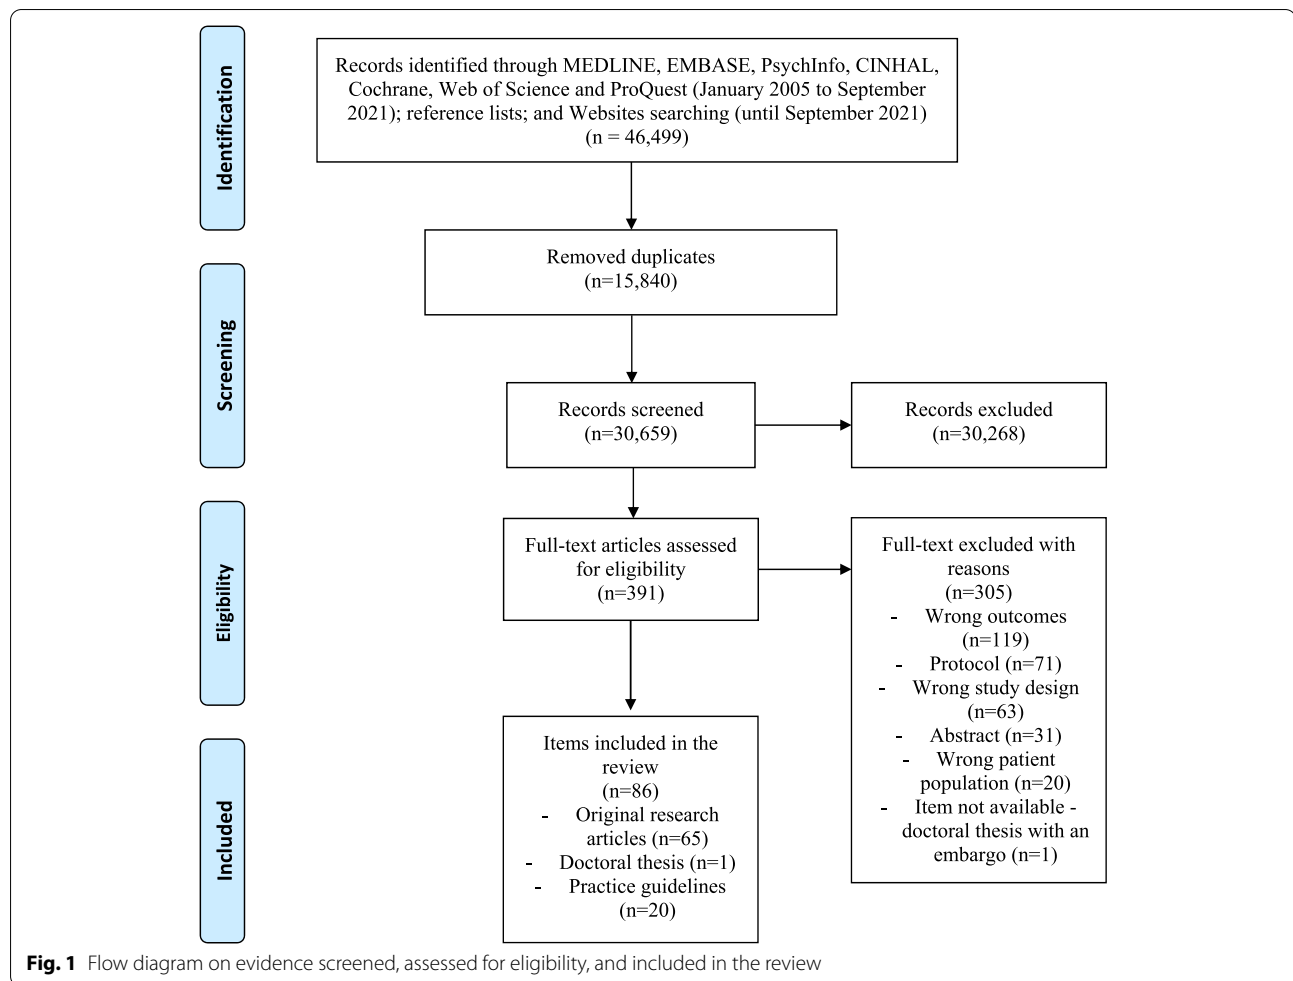 Identification
Records identified through MEDLINE, EMBASE, PsychInfo, CINHAL,
Cochrane, Web of Science and ProQuest (January 2005 to September
2021); reference lists; and Websites searching (until September 2021)
(n = 46,499)
Removed duplicates
(n=15,840)
Screening
Records screened
(n=30,659)
Records excluded
(n=30,268)
Eligibility
Full-text articles assessed
for eligibility
(n=391)
Full-text excluded with
reasons
(n=305)
- Wrong outcomes
(n=119)
- Protocol (n=71)
- Wrong study design
(n=63)
- Abstract (n=31)
- Wrong patient
population (n=20)
- Item not available -
doctoral thesis with an
embargo (n=1)
Included
Items included in the
review
(n=86)
- Original research
articles (n=65)
- Doctoral thesis (n=1)
- Practice guidelines
(n=20)
Fig. 1 Flow diagram on evidence screened, assessed for eligibility, and included in the review